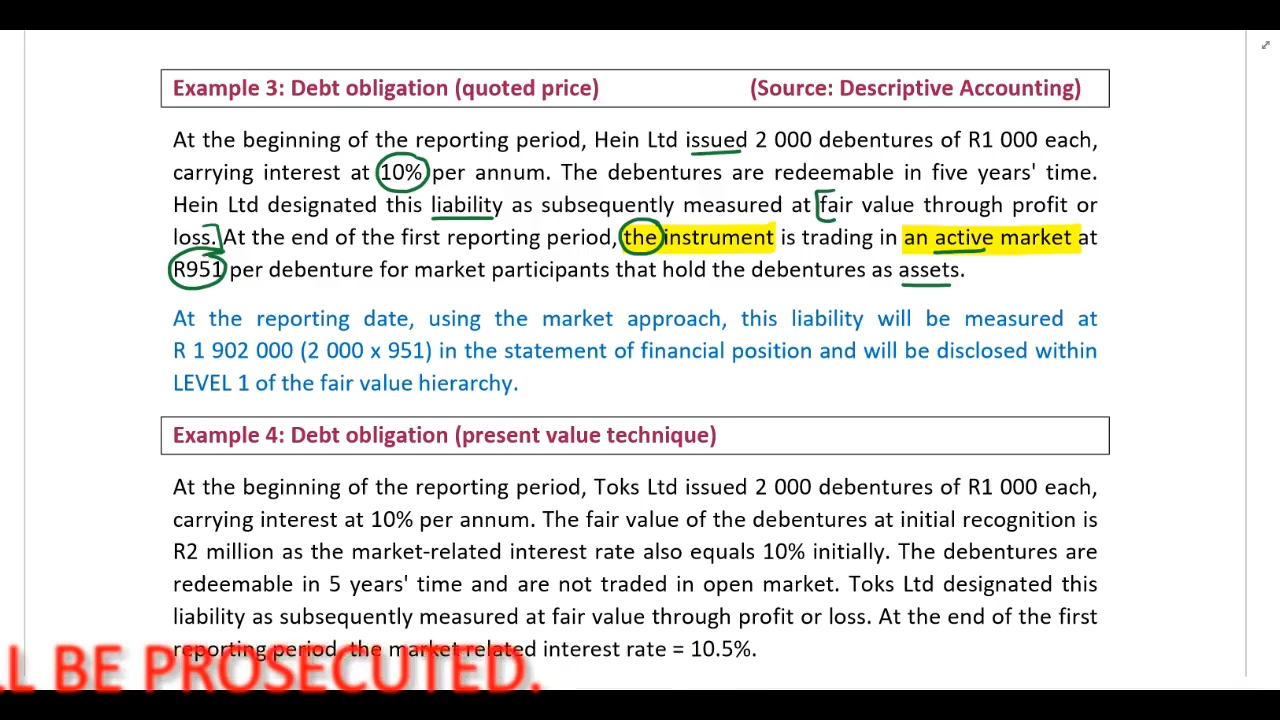 Example 3: Debt obligation (quoted price) (Source: Descriptive Accounting)
At the beginning of the reporting period, Hein Ltd issued 2 000 debentures of R1 000 each,
carrying interest at 10% per annum. The debentures are redeemable in five years' time.
Hein Ltd designated this liability as subsequently measured at fair value through profit or
loss. At the end of the first reporting period, the instrument is trading in an active market at
R951 per debenture for market participants that hold the debentures as assets.
At the reporting date, using the market approach, this liability will be measured at
R 1 902 000 (2 000 x 951) in the statement of financial position and will be disclosed within
LEVEL 1 of the fair value hierarchy.
Example 4: Debt obligation (present value technique)
At the beginning of the reporting period, Toks Ltd issued 2 000 debentures of R1 000 each,
carrying interest at 10% per annum. The fair value of the debentures at initial recognition is
R2 million as the market-related interest rate also equals 10% initially. The debentures are
redeemable in 5 years' time and are not traded in open market. Toks Ltd designated this
liability as subsequently measured at fair value through profit or loss. At the end of the first
reporting period, the market related interest rate = 10.5%.
LL BE PROSECUTED.